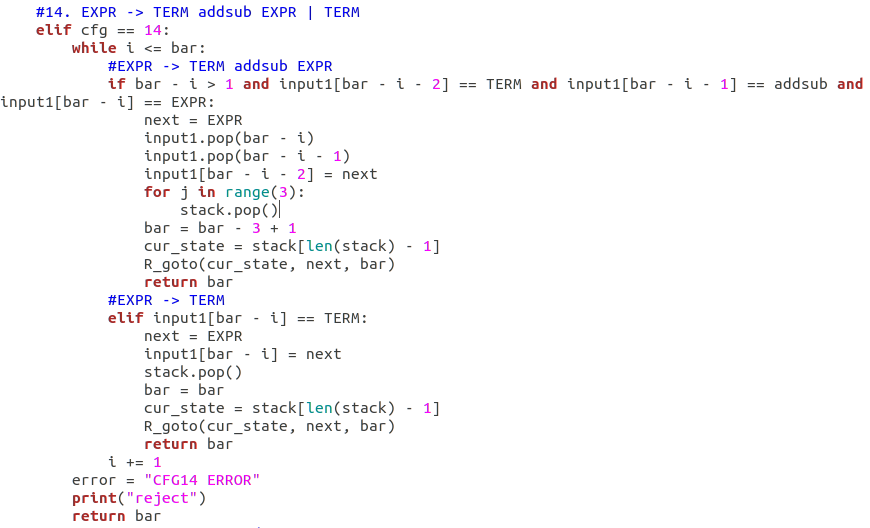 #14. EXPR -> TERM addsub EXPR | TERM
elif cfg == 14:
while i <= bar:
#EXPR -> TERM addsub EXPR
if bar - i > 1 and input1[bar - i - 2] == TERM and input1[bar - i - 1] == addsub and
input1[bar - i] == EXPR:
next = EXPR
input1.pop(bar - i)
input1.pop(bar - i - 1)
input1[bar - i - 2] = next
for j in range(3):
stack.pop()
bar = bar - 3 + 1
cur_state = stack[len(stack) - 1]
R_goto(cur_state, next, bar)
return bar
#EXPR -> TERM
elif input1[bar - i] == TERM:
next = EXPR
input1[bar - i] = next
stack.pop()
bar = bar
cur_state = stack[len(stack) - 1]
R_goto(cur_state, next, bar)
return bar
i += 1
error = "CFG14 ERROR"
print("reject")
return bar